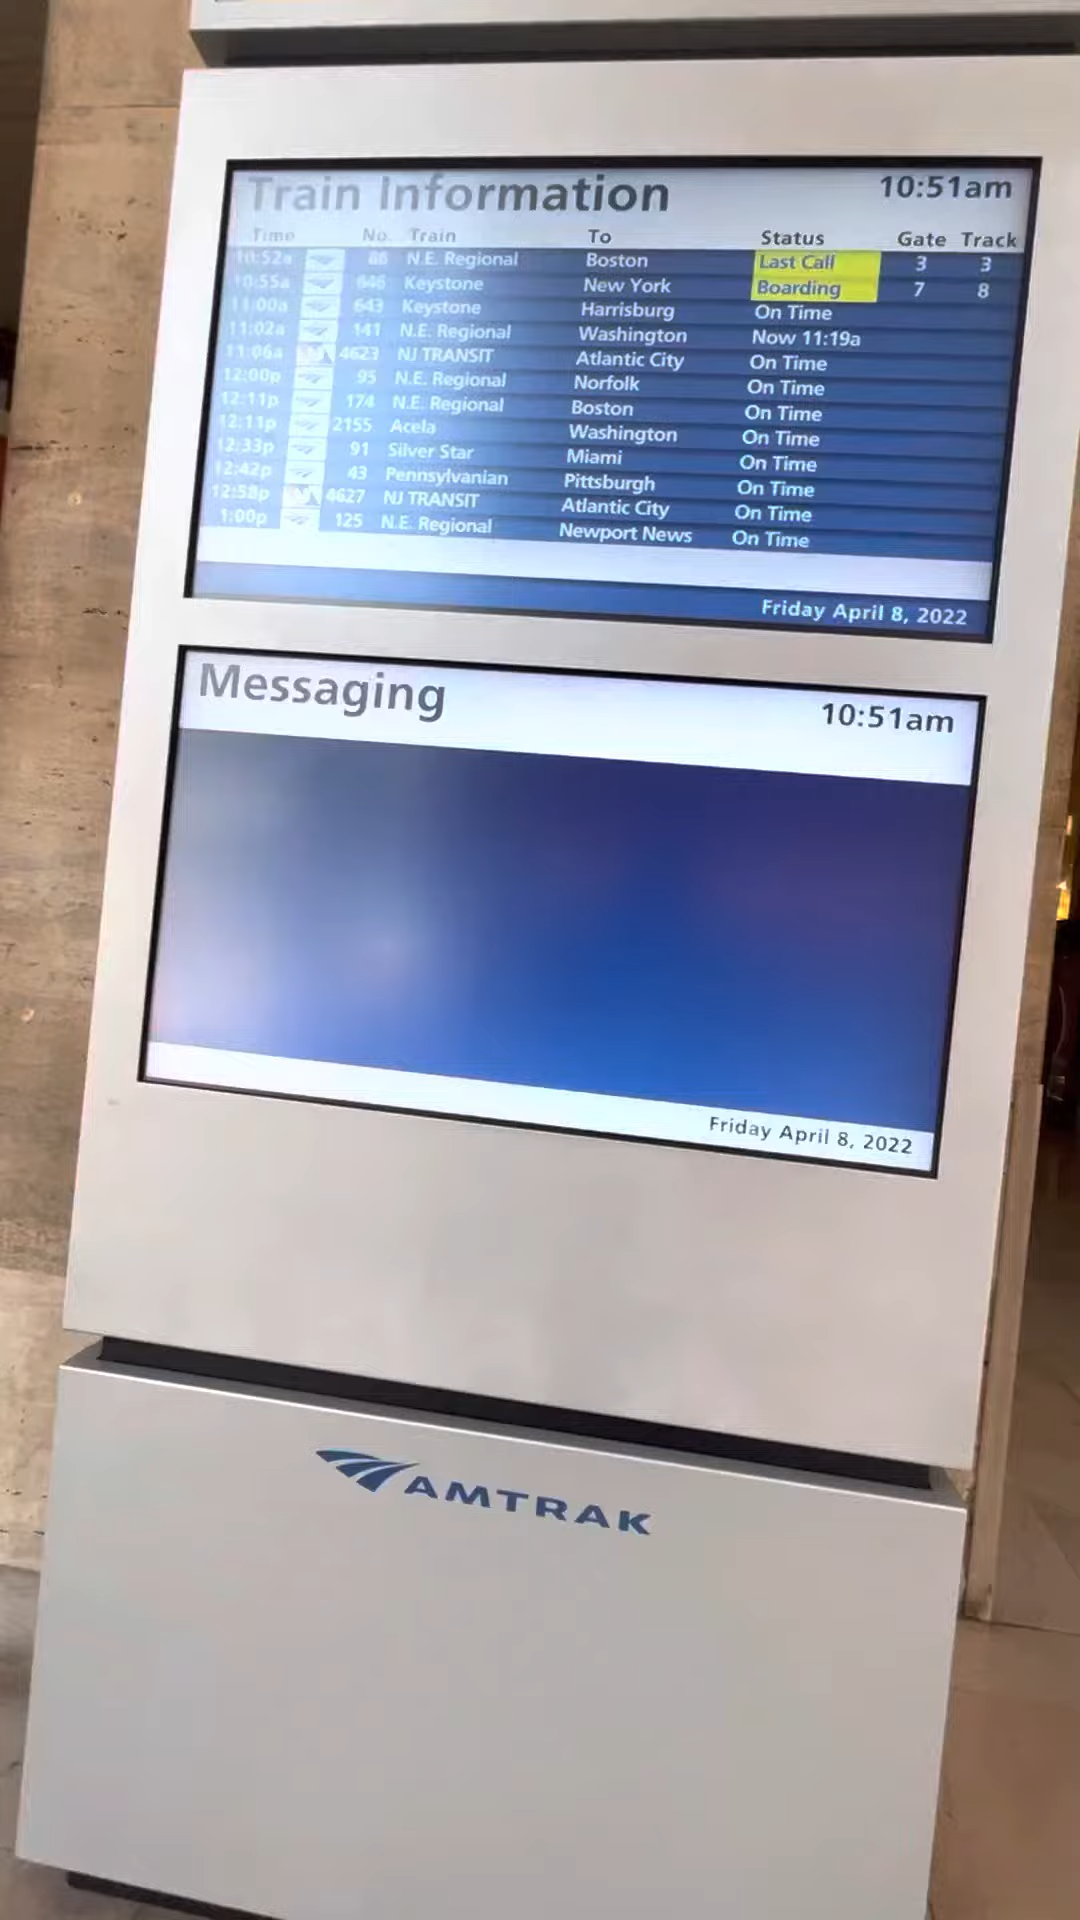 Train Information 10:51am
Time No. Train To Status Gate Track
10:52a 86 N.E. Regional Boston Last Call 3 3
10:55a 646 Keystone New York Boarding 7 8
11:00a 643 Keystone Harrisburg On Time
11:02a 141 N.E. Regional Washington Now 11:19a
11:06a 4623 NJ TRANSIT Atlantic City On Time
12:00p 95 N.E. Regional Norfolk On Time
12:11p 174 N.E. Regional Boston On Time
12:11p 2155 Acela Washington On Time
12:33p 91 Silver Star Miami On Time
12:42p 43 Pennsylvanian Pittsburgh On Time
12:58p 4627 NJ TRANSIT Atlantic City On Time
1:00p 125 N.E. Regional Newport News On Time
Friday April 8, 2022
Messaging 10:51am
Friday April 8, 2022
AMTRAK